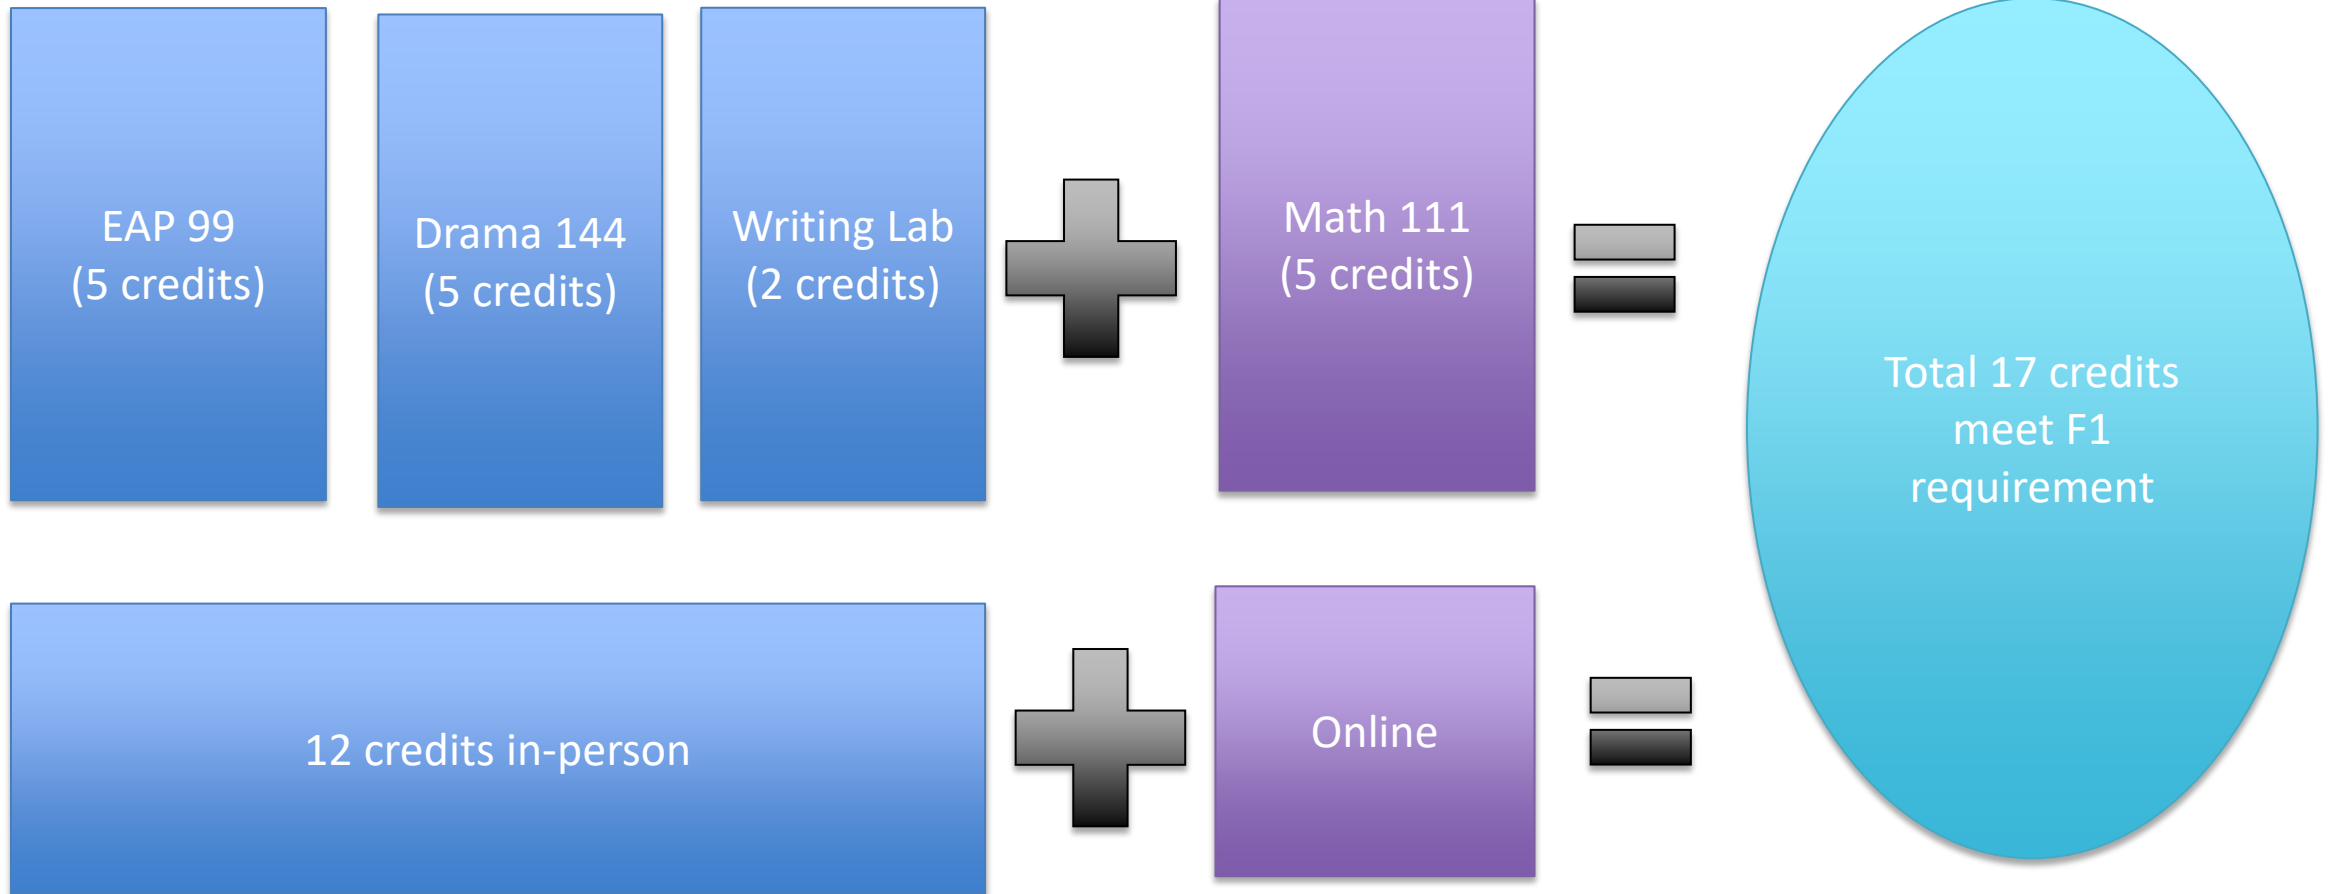 EAP 99
(5 credits)
Drama 144
(5 credits)
Writing Lab
(2 credits)
Math 111
(5 credits)
Total 17 credits
meet F1
requirement
12 credits in-person
Online